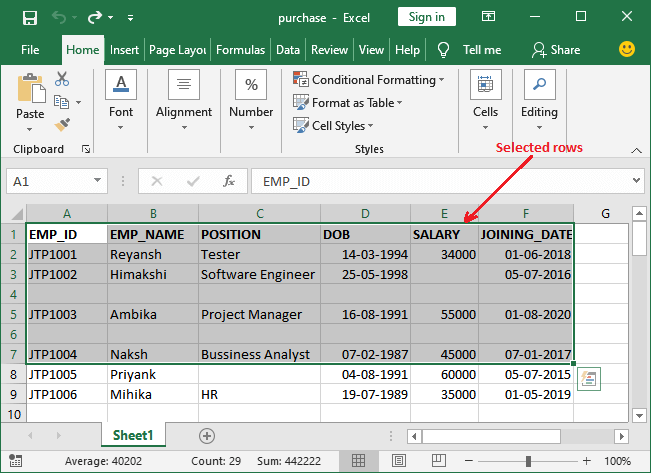 purchase - Excel
Sign in
File Home Insert Page Layou Formulas Data Review View Help Tell me Share
Paste
Font
Alignment
%
Number
Conditional Formatting
Format as Table
Cell Styles
Cells
Editing
Clipboard
Styles
Selected rows
A1
fx
EMP_ID
A B C D E F G
1 EMP_ID EMP_NAME POSITION DOB SALARY JOINING_DATE
2 JTP1001 Reyansh Tester 14-03-1994 34000 01-06-2018
3 JTP1002 Himakshi Software Engineer 25-05-1998 05-07-2016
4
5 JTP1003 Ambika Project Manager 16-08-1991 55000 01-08-2020
6
7 JTP1004 Naksh Bussiness Analyst 07-02-1987 45000 07-01-2017
8 JTP1005 Priyank 04-08-1991 60000 05-07-2015
9 JTP1006 Mihika HR 19-07-1989 35000 01-05-2019
10
Sheet1
Average: 40202 Count: 29 Sum: 442222 100%